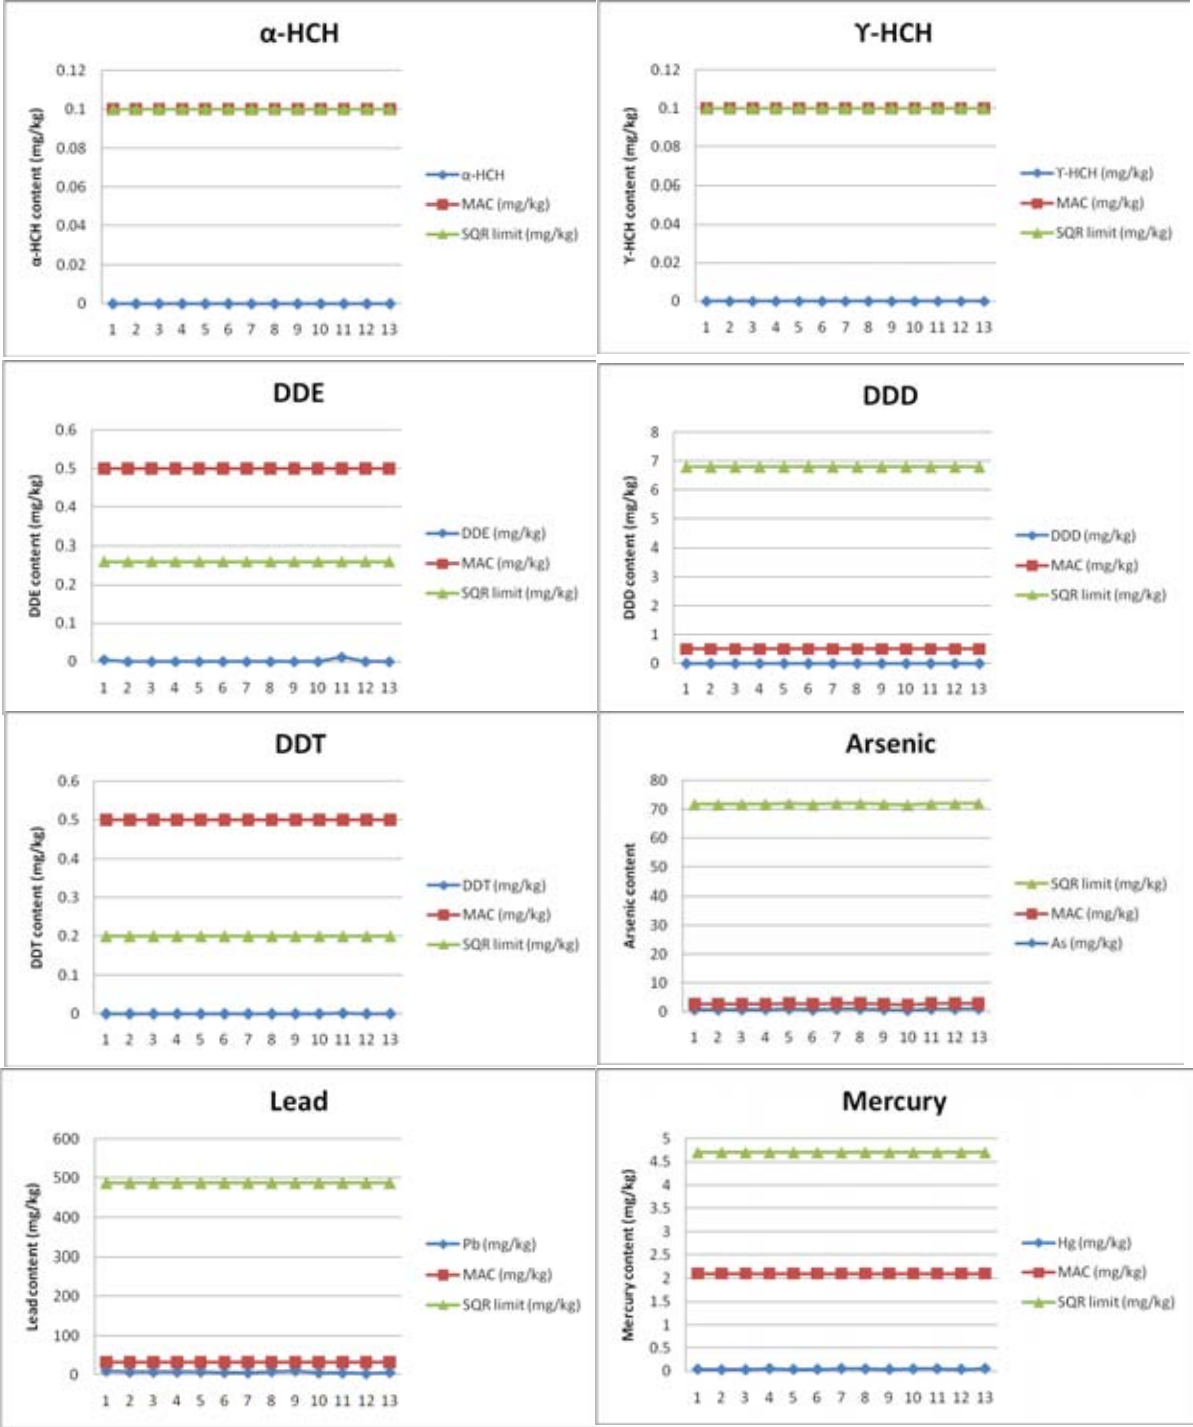 α-HCH
0.12
0.1
0.08
0.06
0.04
0.02
0
α-HCH content (mg/kg)
1 2 3 4 5 6 7 8 9 10 11 12 13
α-HCH
MAC (mg/kg)
SQR limit (mg/kg)
ϒ-HCH
0.12
0.1
0.08
0.06
0.04
0.02
0
ϒ-HCH content (mg/kg)
1 2 3 4 5 6 7 8 9 10 11 12 13
ϒ-HCH (mg/kg)
MAC (mg/kg)
SQR limit (mg/kg)
DDE
0.6
0.5
0.4
0.3
0.2
0.1
0
DDE content (mg/kg)
1 2 3 4 5 6 7 8 9 10 11 12 13
DDE (mg/kg)
MAC (mg/kg)
SQR limit (mg/kg)
DDD
8
7
6
5
4
3
2
1
0
DDD content (mg/kg)
1 2 3 4 5 6 7 8 9 10 11 12 13
DDD (mg/kg)
MAC (mg/kg)
SQR limit (mg/kg)
DDT
0.6
0.5
0.4
0.3
0.2
0.1
0
DDT content (mg/kg)
1 2 3 4 5 6 7 8 9 10 11 12 13
DDT (mg/kg)
MAC (mg/kg)
SQR limit (mg/kg)
Arsenic
80
70
60
50
40
30
20
10
0
Arsenic content
1 2 3 4 5 6 7 8 9 10 11 12 13
SQR limit (mg/kg)
MAC (mg/kg)
As (mg/kg)
Lead
600
500
400
300
200
100
0
Lead content (mg/kg)
1 2 3 4 5 6 7 8 9 10 11 12 13
Pb (mg/kg)
MAC (mg/kg)
SQR limit (mg/kg)
Mercury
5
4.5
4
3.5
3
2.5
2
1.5
1
0.5
0
Mercury content (mg/kg)
1 2 3 4 5 6 7 8 9 10 11 12 13
Hg (mg/kg)
MAC (mg/kg)
SQR limit (mg/kg)